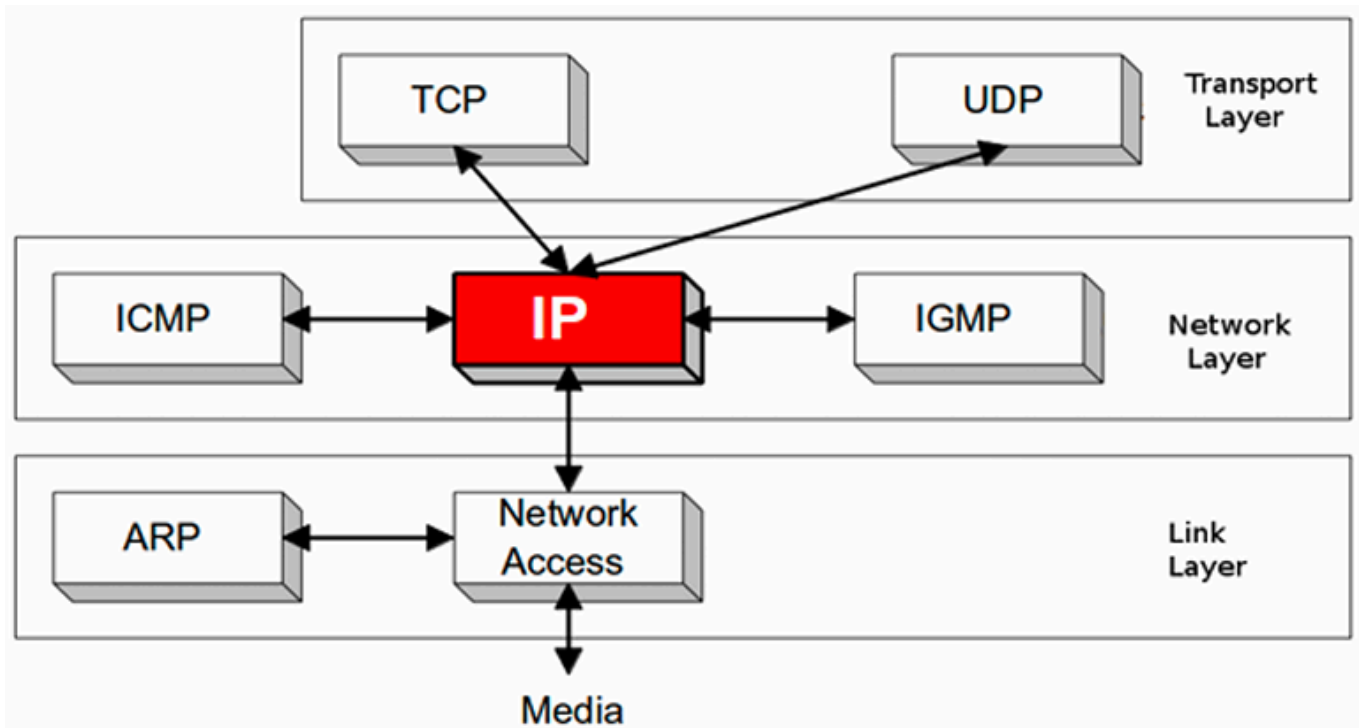 TCP
UDP
Transport
Layer
ICMP
IP
IGMP
Network
Layer
ARP
Network
Access
Link
Layer
Media